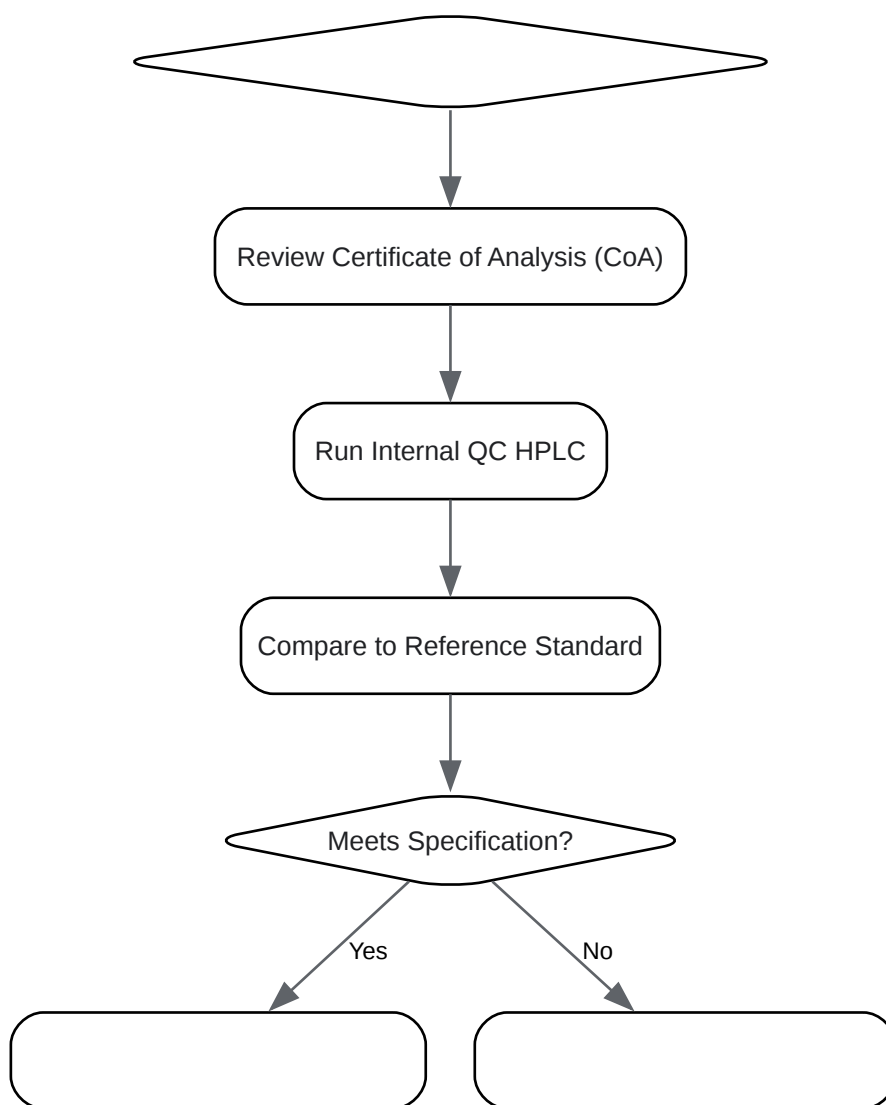 Review Certificate of Analysis (CoA)
Run Internal QC HPLC
Compare to Reference Standard
Meets Specification?
Yes
No